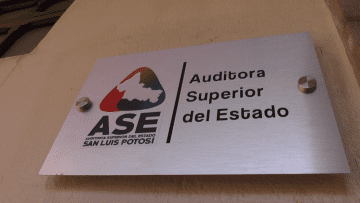 ASE
AUDITORÍA SUPERIOR DEL ESTADO
SAN LUIS POTOSÍ
Auditora
Superior
del Estado